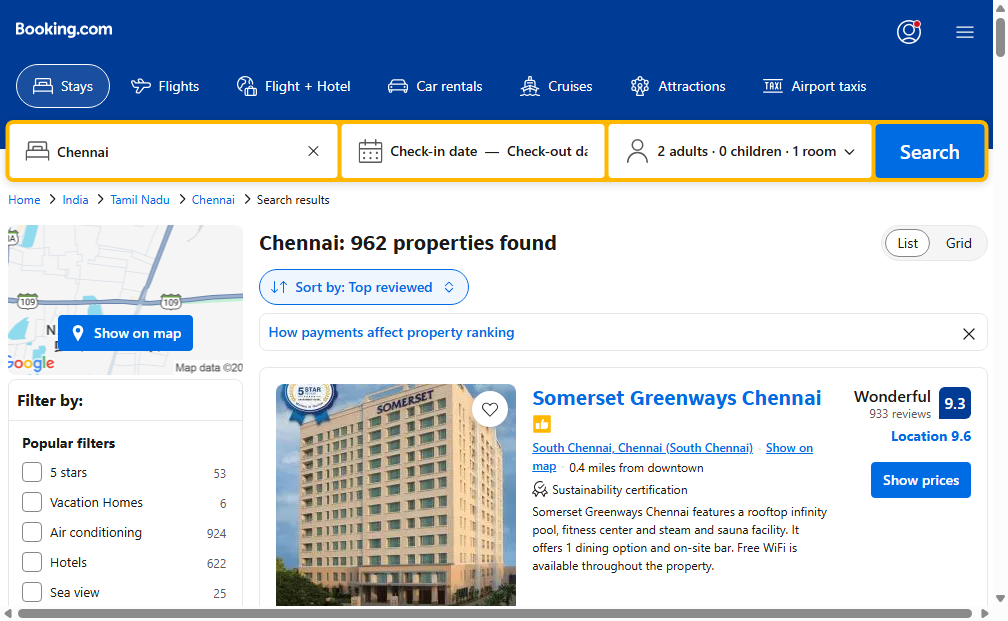 Booking.com
Stays
Flights
Flight + Hotel
Car rentals
Cruises
Attractions
TAXI
Airport taxis
Chennai
Check-in date — Check-out da
2 adults · 0 children · 1 room
Search
Home > India > Tamil Nadu > Chennai > Search results
Chennai: 962 properties found
List
Grid
Sort by: Top reviewed
How payments affect property ranking
109
109
N
Show on map
Google
Map data ©20
Filter by:
Popular filters
5 stars 53
Vacation Homes 6
Air conditioning 924
Hotels 622
Sea view 25
5 STAR
SOMERSET
Somerset Greenways Chennai
South Chennai, Chennai (South Chennai) · Show on
map · 0.4 miles from downtown
Sustainability certification
Somerset Greenways Chennai features a rooftop infinity
pool, fitness center and steam and sauna facility. It
offers 1 dining option and on-site bar. Free WiFi is
available throughout the property.
Wonderful
933 reviews
9.3
Location 9.6
Show prices